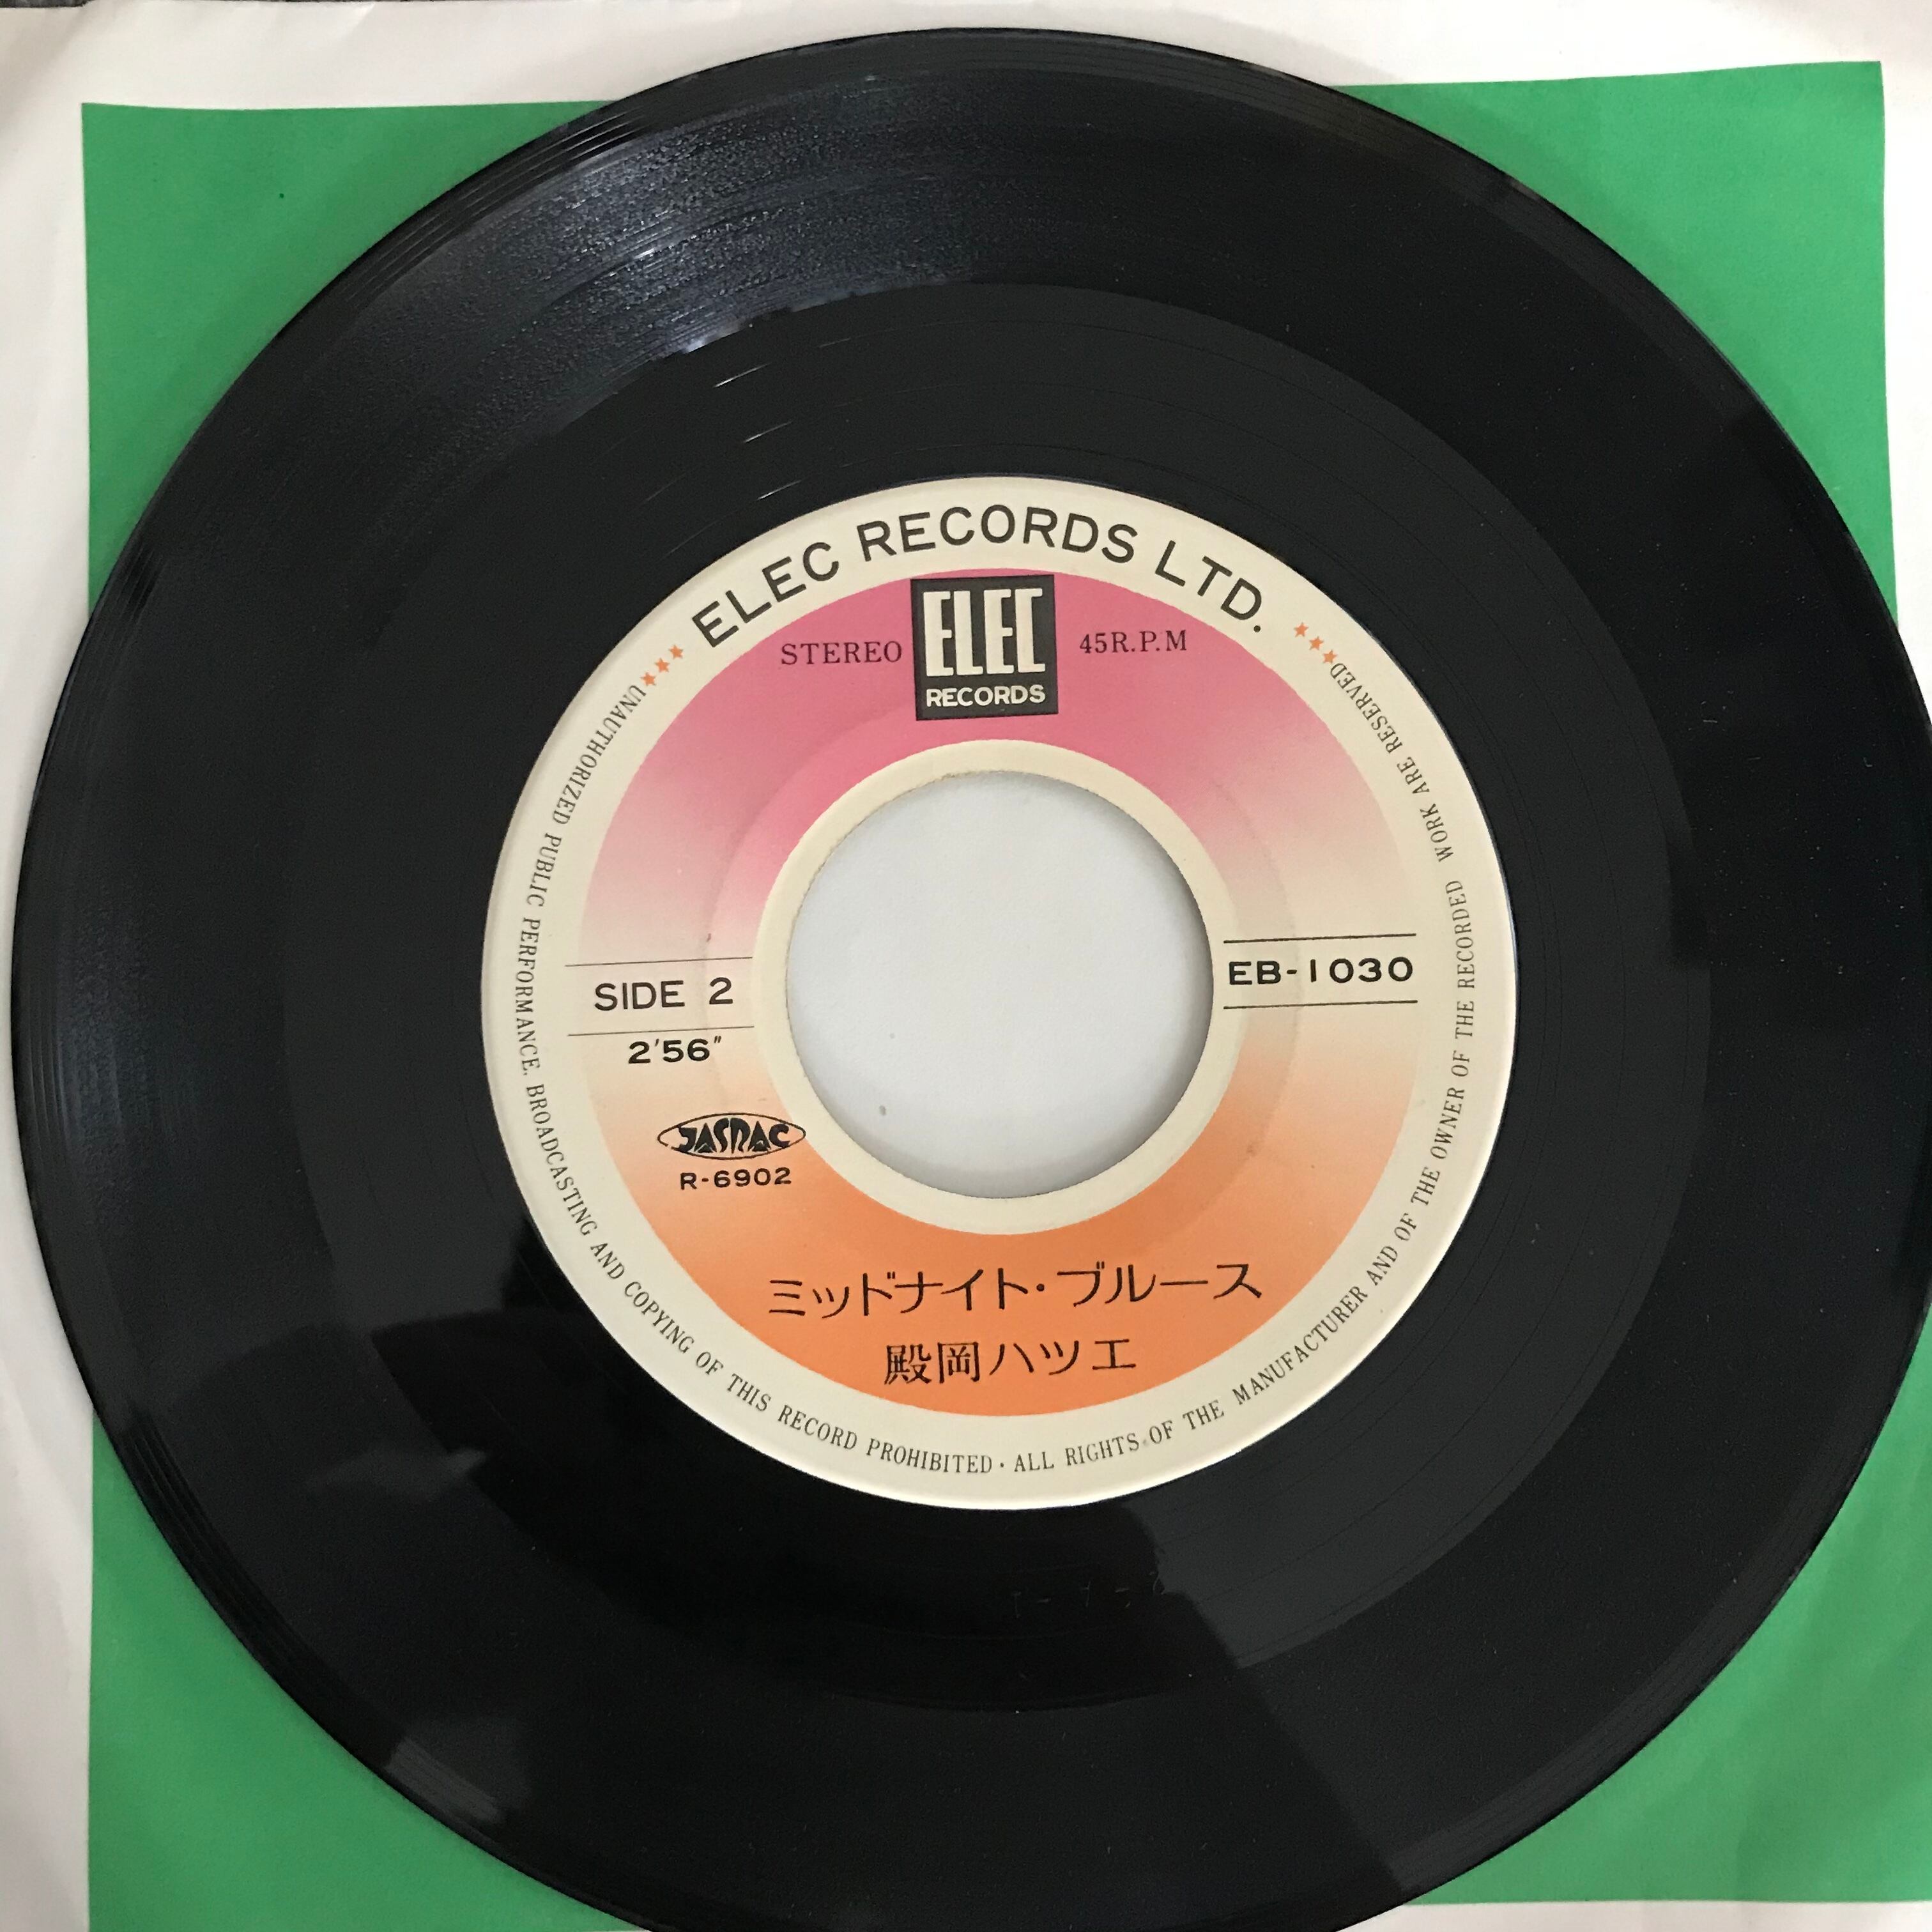 ELEC RECORDS LTD.
STEREO
ELEC
RECORDS
45R.P.M
SIDE 2
EB-1030
2'56"
JASRAC
R-6902
ミッドナイト・ブルース
殿岡ハツエ
UNAUTHORIZED PUBLIC PERFORMANCE. BROADCASTING AND COPYING OF THIS RECORD PROHIBITED・ALL RIGHTS OF THE MANUFACTURER AND OF THE OWNER OF THE RECORDED WORK ARE RESERVED